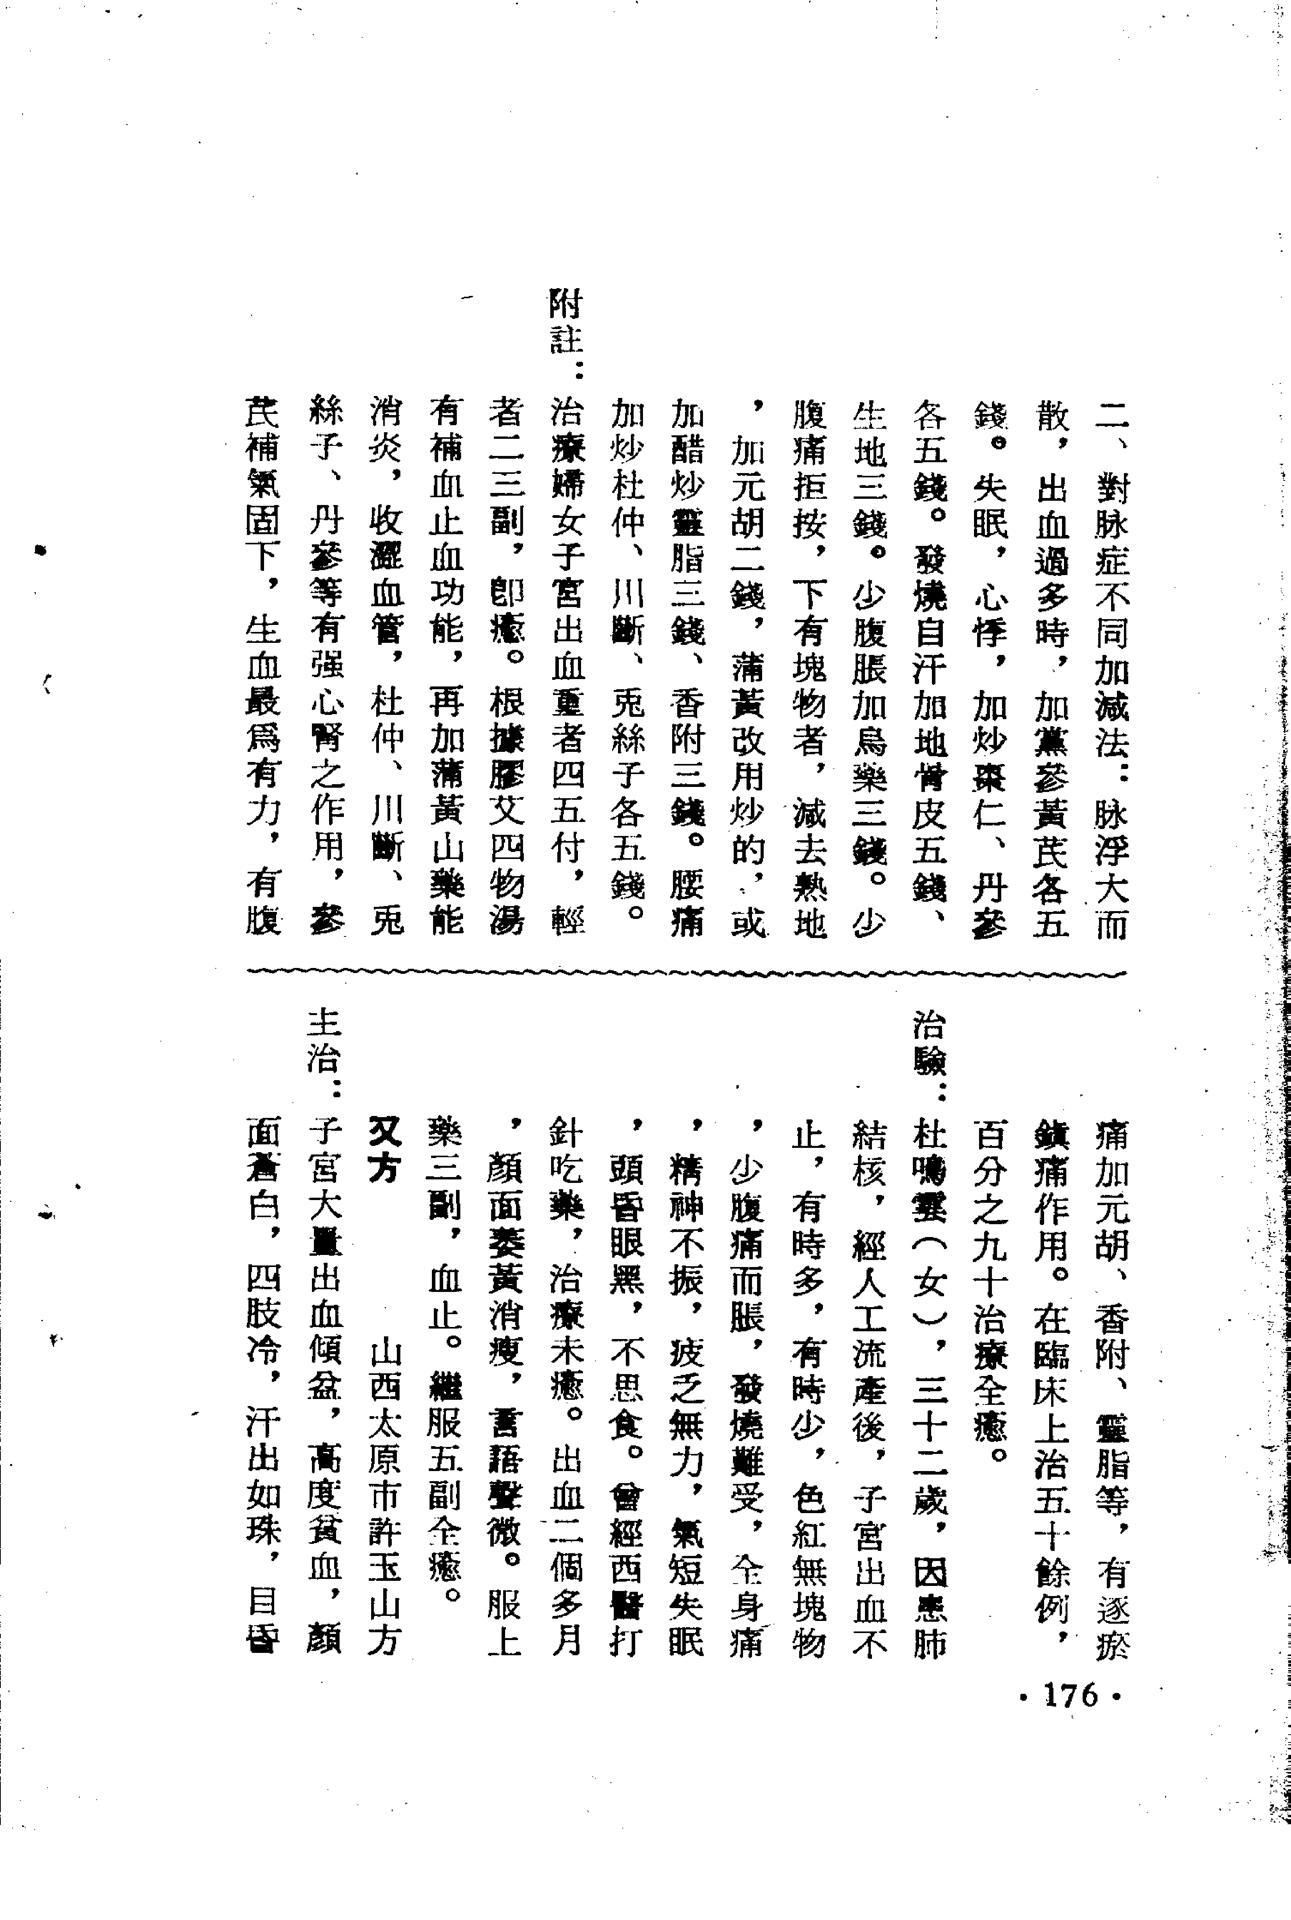 二、對脉症不同加減法：脉浮大而
散，出血過多時，加黨參黃芪各五
錢。失眠，心悸，加炒棗仁、丹參
各五錢。發燒自汗加地骨皮五錢、
生地三錢。少腹脹加烏藥三錢。少
腹痛拒按，下有塊物者，減去熟地
，加元胡二錢，蒲黃改用炒的，或
加醋炒靈脂三錢、香附三錢。腰痛
加炒杜仲、川斷、兎絲子各五錢。
附註：治療婦女子宮出血重者四五付，輕
者二三副，卽癒。根據膠艾四物湯
有補血止血功能，再加蒲黃山藥能
消炎，收澀血管，杜仲、川斷、兎
絲子、丹參等有强心腎之作用，參
芪補氣固下，生血最爲有力，有腹
痛加元胡、香附、靈脂等，有逐瘀
鎮痛作用。在臨床上治五十餘例，
百分之九十治療全癒。
治驗：杜鳴雲（女），三十二歲，因患肺
結核，經人工流產後，子宮出血不
止，有時多，有時少，色紅無塊物
，少腹痛而脹，發燒難受，全身痛
，精神不振，疲乏無力，氣短失眠
，頭昏眼黑，不思食。曾經西醫打
針吃藥，治療未癒。出血二個多月
，顏面萎黃消瘦，言語聲微。服上
藥三副，血止。繼服五副全癒。
又方　山西太原市許玉山方
主治：子宮大量出血傾盆，高度貧血，顏
面蒼白，四肢冷，汗出如珠，目昏
·176·